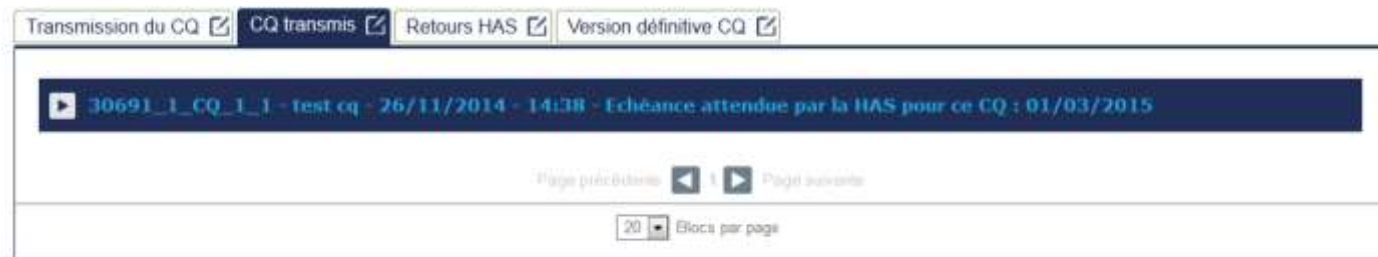 Transmission du CQ CQ transmis Retours HAS Version définitive CQ
30691_1_CQ_1_1 - test cq - 26/11/2014 - 14:38 - Echéance attendue par la HAS pour ce CQ : 01/03/2015
Page précédente 1 Page suivante
20 Blocs par page